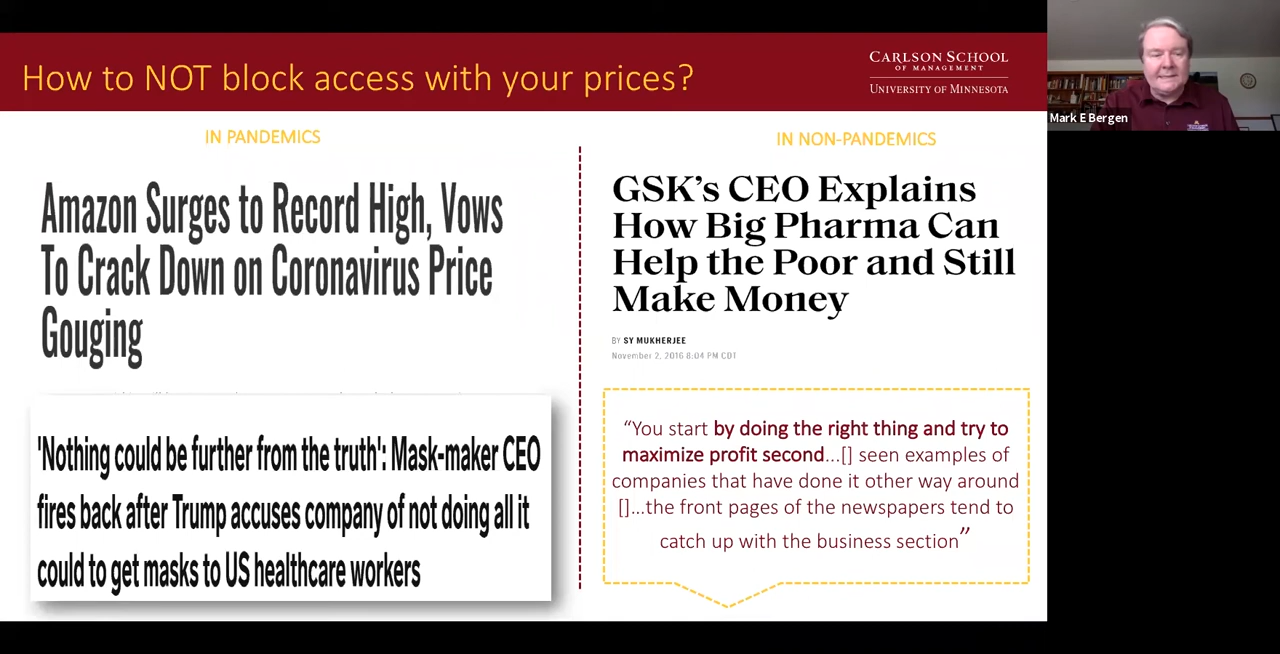 How to NOT block access with your prices?
CARLSON SCHOOL
OF MANAGEMENT
UNIVERSITY OF MINNESOTA
Mark E Bergen
IN PANDEMICS
Amazon Surges to Record High, Vows
To Crack Down on Coronavirus Price
Gouging
'Nothing could be further from the truth': Mask-maker CEO
fires back after Trump accuses company of not doing all it
could to get masks to US healthcare workers
IN NON-PANDEMICS
GSK's CEO Explains
How Big Pharma Can
Help the Poor and Still
Make Money
BY SY MUKHERJEE
November 2, 2016 8:04 PM CDT
“You start by doing the right thing and try to
maximize profit second...[] seen examples of
companies that have done it other way around
[]...the front pages of the newspapers tend to
catch up with the business section”